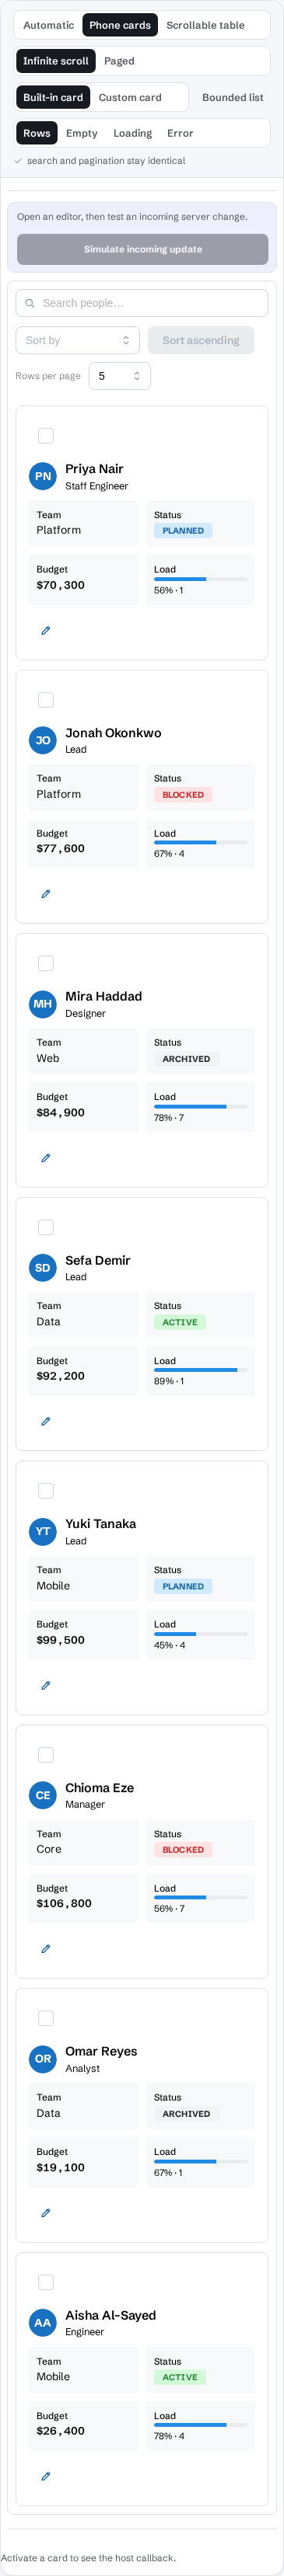 Automatic Phone cards Scrollable table
Infinite scroll Paged
Built-in card Custom card Bounded list
Rows Empty Loading Error
✓ search and pagination stay identical
Open an editor, then test an incoming server change.
Simulate incoming update
Search people…
Sort by Sort ascending
Rows per page 5
PN Priya Nair
Staff Engineer
Team Status
Platform PLANNED
Budget Load
$70,300
56% · 1
JO Jonah Okonkwo
Lead
Team Status
Platform BLOCKED
Budget Load
$77,600
67% · 4
MH Mira Haddad
Designer
Team Status
Web ARCHIVED
Budget Load
$84,900
78% · 7
SD Sefa Demir
Lead
Team Status
Data ACTIVE
Budget Load
$92,200
89% · 1
YT Yuki Tanaka
Lead
Team Status
Mobile PLANNED
Budget Load
$99,500
45% · 4
CE Chioma Eze
Manager
Team Status
Core BLOCKED
Budget Load
$106,800
56% · 7
OR Omar Reyes
Analyst
Team Status
Data ARCHIVED
Budget Load
$19,100
67% · 1
AA Aisha Al-Sayed
Engineer
Team Status
Mobile ACTIVE
Budget Load
$26,400
78% · 4
Activate a card to see the host callback.